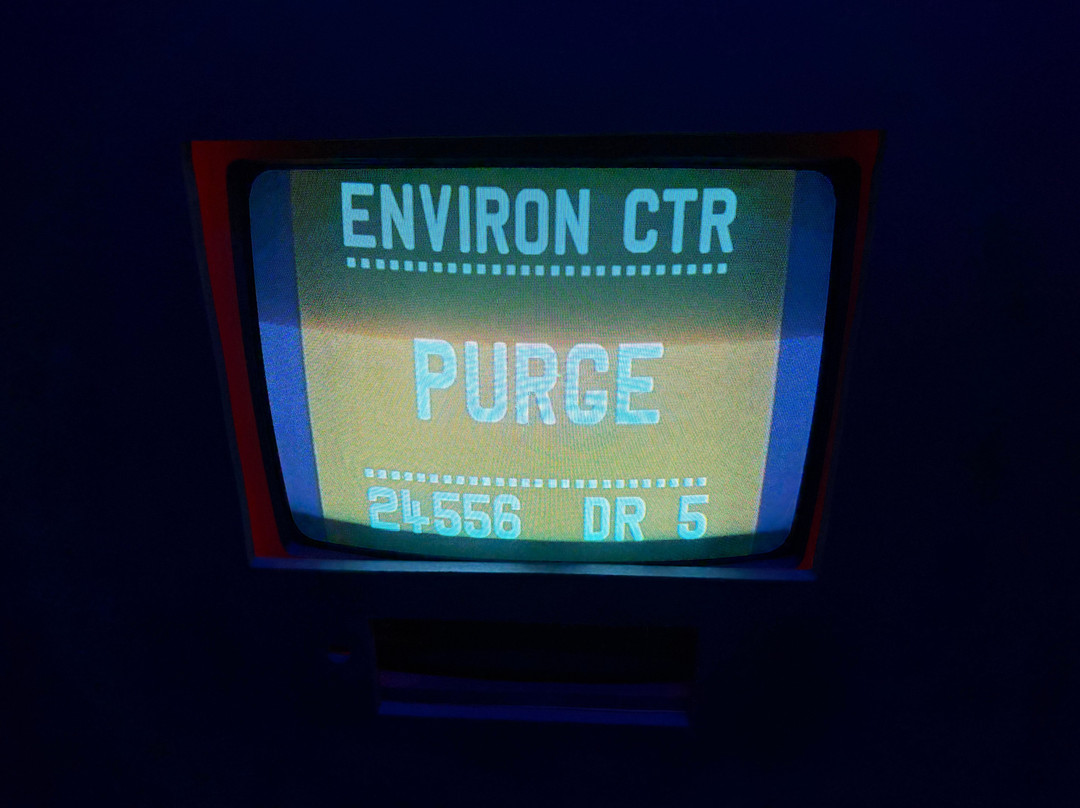 ENVIRON CTR
PURGE
24556 DR 5